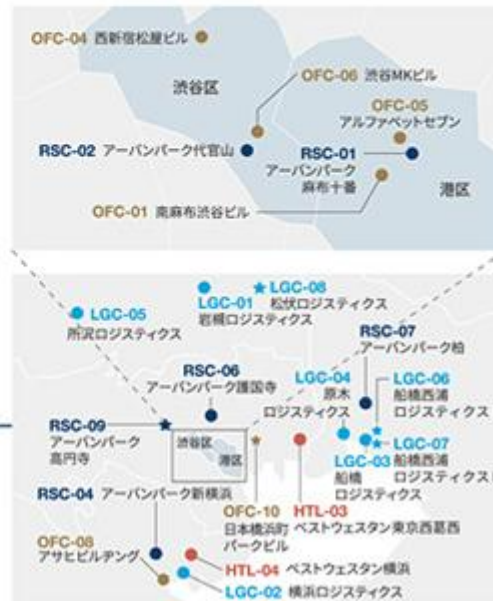 OFC-04 西新宿松屋ビル
渋谷区
OFC-06 渋谷MKビル
OFC-05
アルファベットセブン
RSC-02 アーバンパーク代官山
RSC-01
アーバンパーク
麻布十番
港区
OFC-01 南麻布渋谷ビル
LGC-05
所沢ロジスティクス
LGC-01
岩槻ロジスティクス
LGC-08
松伏ロジスティクス
RSC-07
アーバンパーク柏
RSC-06
アーバンパーク護国寺
LGC-04
原木
ロジスティクス
LGC-06
船橋西浦
ロジスティクス
RSC-09
アーバンパーク
高円寺
渋谷区
港区
LGC-07
船橋西浦
ロジスティクス
LGC-03
船橋
ロジスティクス
RSC-04 アーバンパーク新横浜
OFC-10
日本橋浜町
パークビル
HTL-03
ベストウェスタン東京西葛西
OFC-08
アサヒビルヂング
HTL-04 ベストウェスタン横浜
LGC-02 横浜ロジスティクス